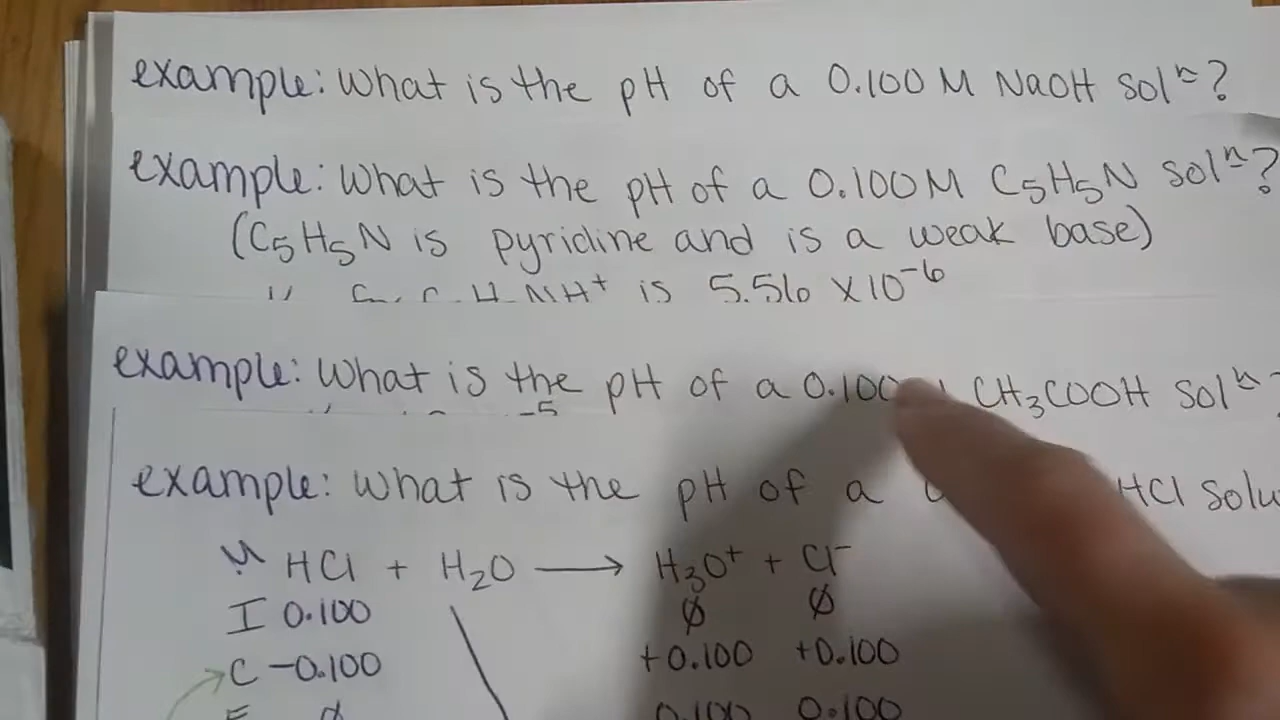 example: What is the pH of a 0.100 M NaOH solⁿ?
example: What is the pH of a 0.100 M C₅H₅N solⁿ?
(C₅H₅N is pyridine and is a weak base)
is 5.56 x10⁻⁶
example: What is the pH of a 0.100 CH₃COOH solⁿ?
-5
example: What is the pH of a HCl
M HCl + H₂O ⟶ H₃O⁺ + Cl⁻
I 0.100 ∅ ∅
C -0.100 +0.100 +0.100
E ∅ 0.100 0.100